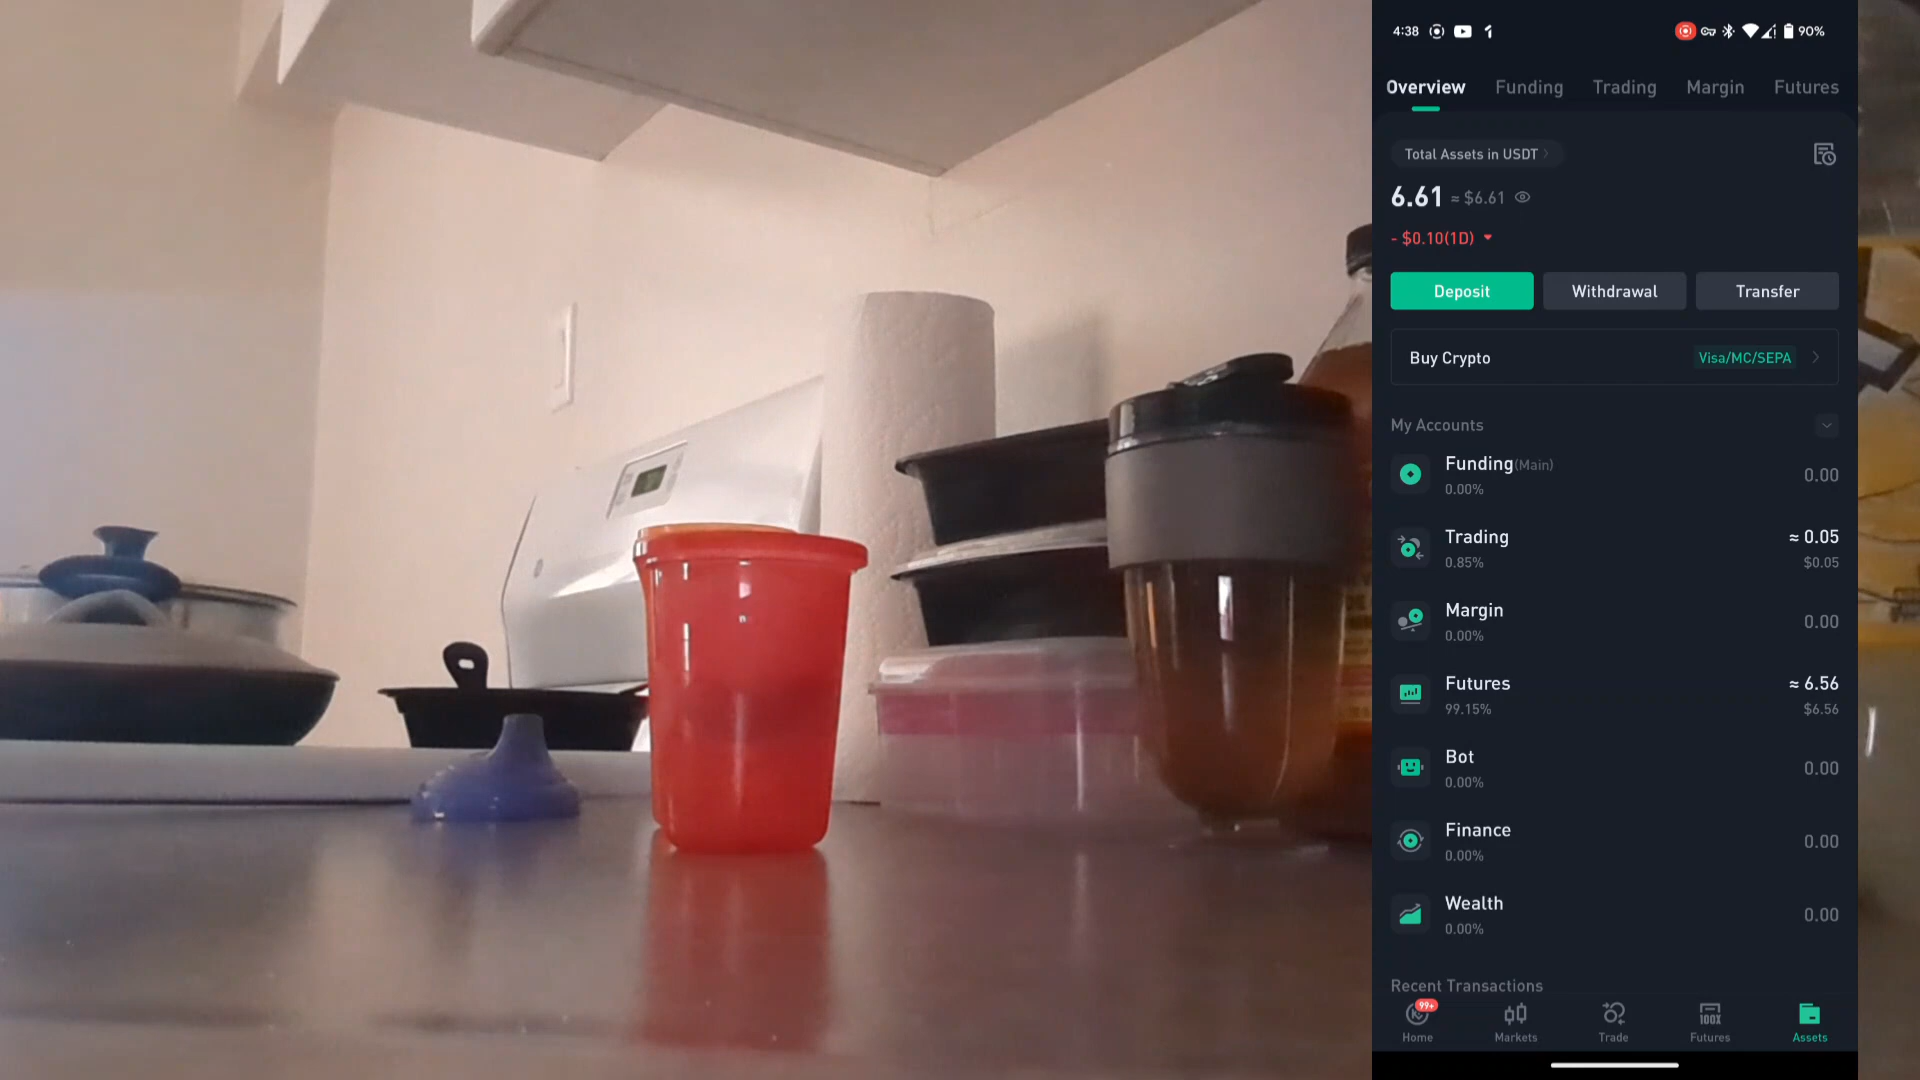 4:38
90%
Overview Funding Trading Margin Futures
Total Assets in USDT
6.61 ≈ $6.61
- $0.10(1D)
Deposit Withdrawal Transfer
Buy Crypto Visa/MC/SEPA
My Accounts
Funding(Main) 0.00
0.00%
Trading ≈ 0.05
0.85% $0.05
Margin 0.00
0.00%
Futures ≈ 6.56
99.15% $6.56
Bot 0.00
0.00%
Finance 0.00
0.00%
Wealth 0.00
0.00%
Recent Transactions
99+
100X
Home Markets Trade Futures Assets